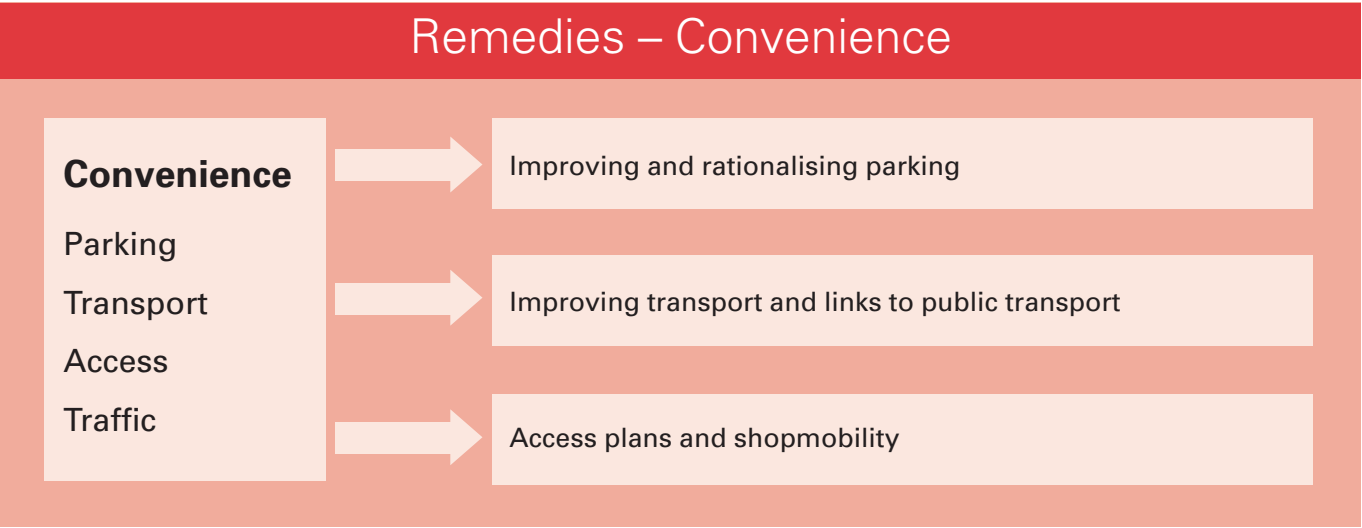 Remedies – Convenience
Convenience
Parking
Transport
Access
Traffic
Improving and rationalising parking
Improving transport and links to public transport
Access plans and shopmobility